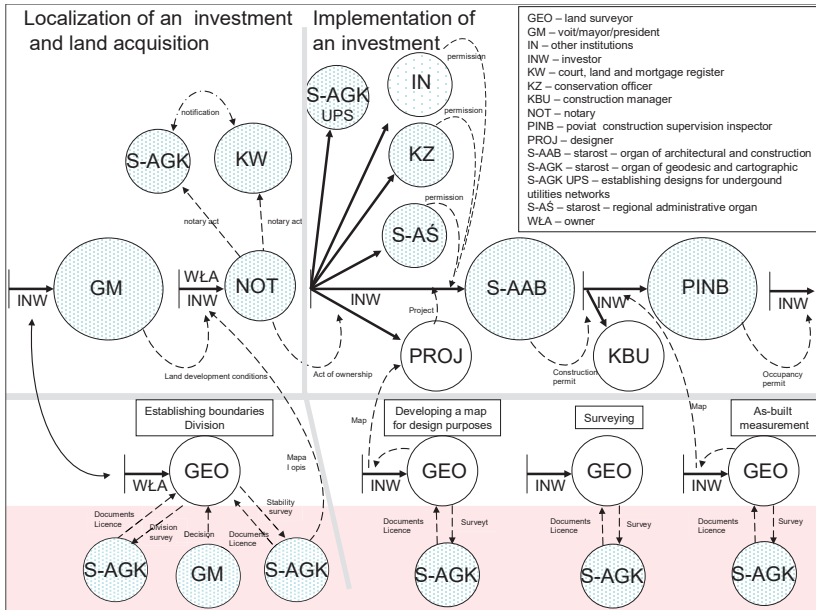 Localization of an investment
and land acquisition
Implementation of
an investment
GEO – land surveyor
GM – voit/mayor/president
IN – other institutions
INW – investor
KW – court, land and mortgage register
KZ – conservation officer
KBU – construction manager
NOT – notary
PINB – poviat construction supervision inspector
PROJ – designer
S-AAB – starost – organ of architectural and construction
S-AGK – starost – organ of geodesic and cartographic
S-AGK UPS – establishing designs for undergound
utilities networks
S-AŚ – starost – regional administrative organ
WŁA – owner
permission
IN
S-AGK
UPS
permission
notification
S-AGK
KW
KZ
permission
notary act
notary act
S-AŚ
INW
GM
WŁA
INW
NOT
INW
S-AAB
INW
PINB
INW
Project
PROJ
KBU
Land development conditions
Act of ownership
Construction
permit
Occupancy
permit
Establishing boundaries
Division
Developing a map
for design purposes
Surveying
As-built
measurement
Map
Map
Mapa
I opis
WŁA
GEO
INW
GEO
INW
GEO
INW
GEO
Documents
Licence
Division
survey
Decision
Documents
Licence
Stability
survey
Documents
Licence
Surveyt
Documents
Licence
Survey
Documents
Licence
Survey
S-AGK
GM
S-AGK
S-AGK
S-AGK
S-AGK